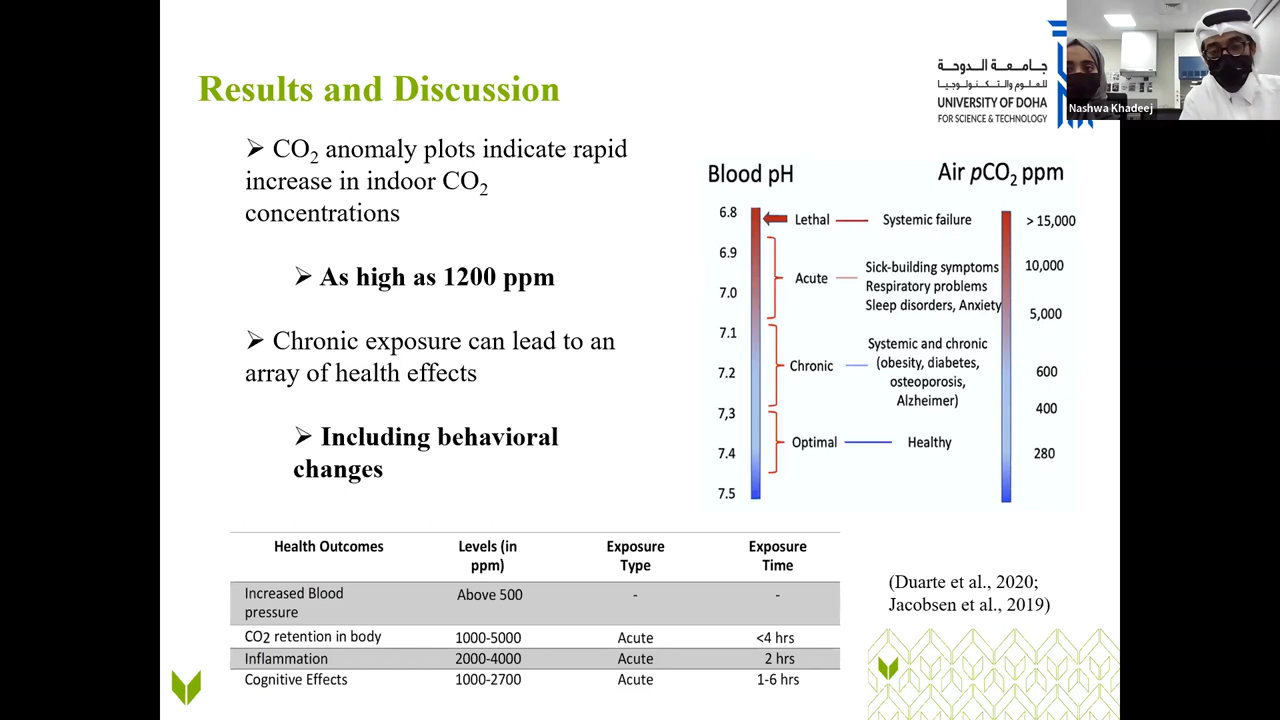 Results and Discussion
جامعة الدوحة
للعلوم والتكنولوجيا
UNIVERSITY OF DOHA
FOR SCIENCE & TECHNOLOGY
Nashwa Khadeej
➢ CO₂ anomaly plots indicate rapid
increase in indoor CO₂
concentrations
➢ As high as 1200 ppm
➢ Chronic exposure can lead to an
array of health effects
➢ Including behavioral
changes
Blood pH
Air pCO₂ ppm
6.8 Lethal Systemic failure > 15,000
6.9
Acute
Sick-building symptoms
Respiratory problems
Sleep disorders, Anxiety
10,000
7.0
5,000
7.1
Chronic
Systemic and chronic
(obesity, diabetes,
osteoporosis,
Alzheimer)
7.2
600
7,3
400
Optimal Healthy
7.4
280
7.5
Health Outcomes Levels (in ppm) Exposure Type Exposure Time
Increased Blood pressure Above 500 - -
CO2 retention in body 1000-5000 Acute <4 hrs
Inflammation 2000-4000 Acute 2 hrs
Cognitive Effects 1000-2700 Acute 1-6 hrs
(Duarte et al., 2020;
Jacobsen et al., 2019)